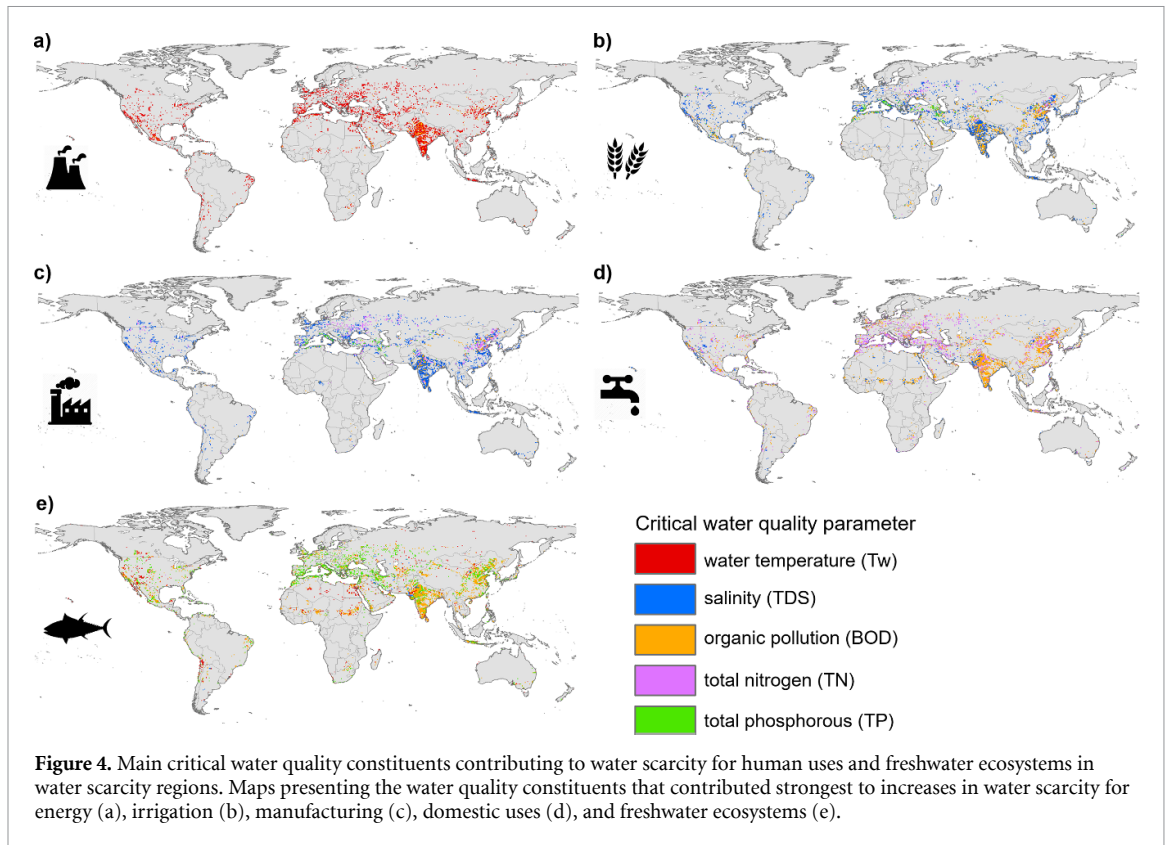 a)
b)
c)
d)
e)
Critical water quality parameter
water temperature (Tw)
salinity (TDS)
organic pollution (BOD)
total nitrogen (TN)
total phosphorous (TP)
Figure 4. Main critical water quality constituents contributing to water scarcity for human uses and freshwater ecosystems in
water scarcity regions. Maps presenting the water quality constituents that contributed strongest to increases in water scarcity for
energy (a), irrigation (b), manufacturing (c), domestic uses (d), and freshwater ecosystems (e).